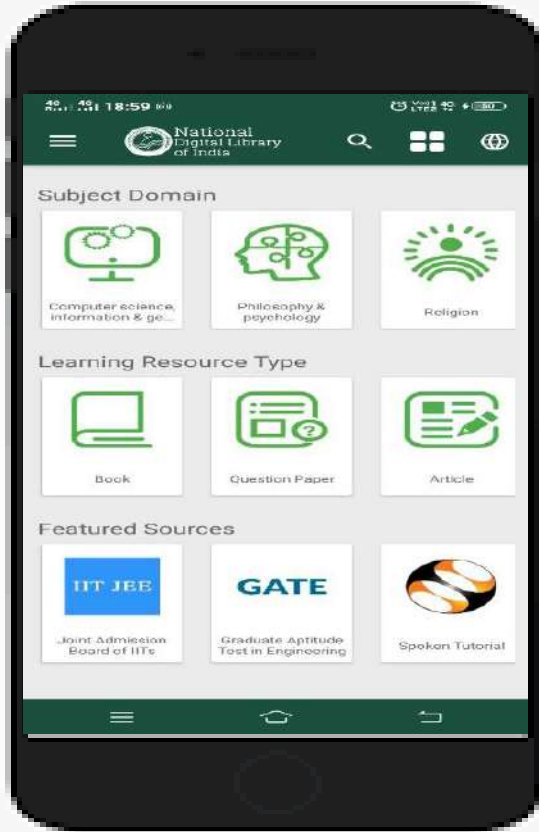 18:59
National
Digital Library
of India
Subject Domain
Computer science,
information & ge...
Philosophy &
psychology
Religion
Learning Resource Type
Book
Question Paper
Article
Featured Sources
IIT JEE
Joint Admission
Board of IITs
GATE
Graduate Aptitude
Test in Engineering
Spoken Tutorial